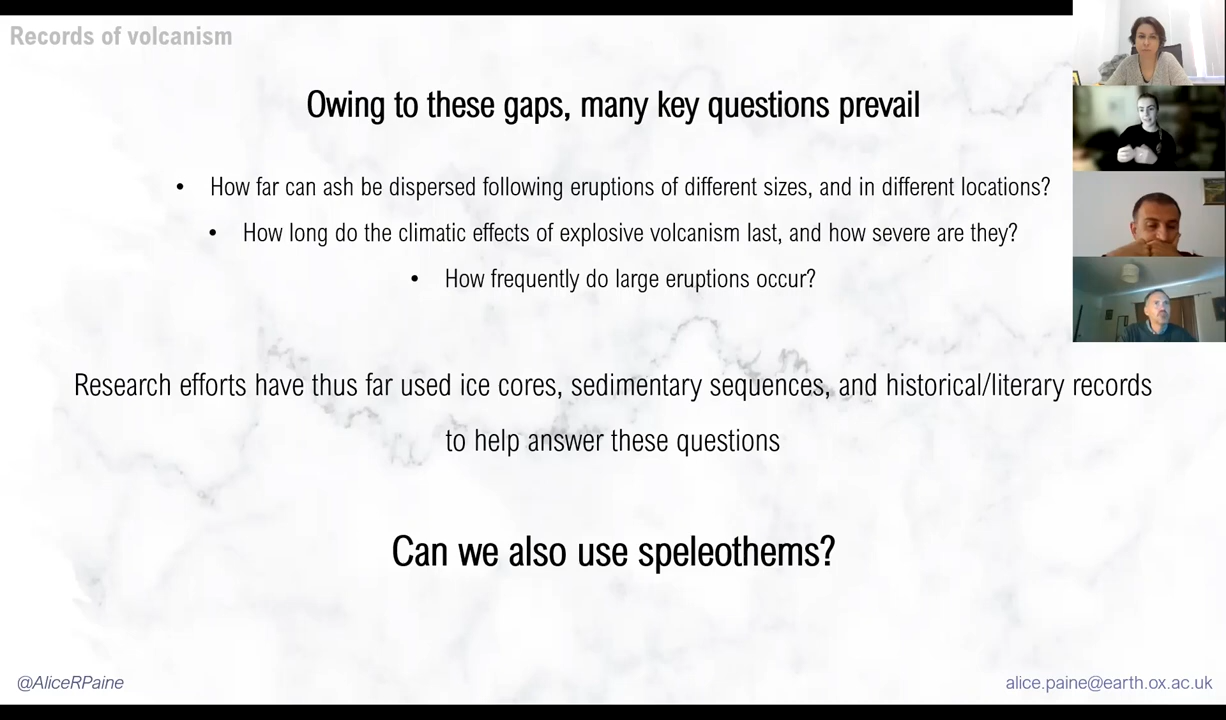 Records of volcanism
Owing to these gaps, many key questions prevail
• How far can ash be dispersed following eruptions of different sizes, and in different locations?
• How long do the climatic effects of explosive volcanism last, and how severe are they?
• How frequently do large eruptions occur?
Research efforts have thus far used ice cores, sedimentary sequences, and historical/literary records
to help answer these questions
Can we also use speleothems?
@AliceRPaine
alice.paine@earth.ox.ac.uk